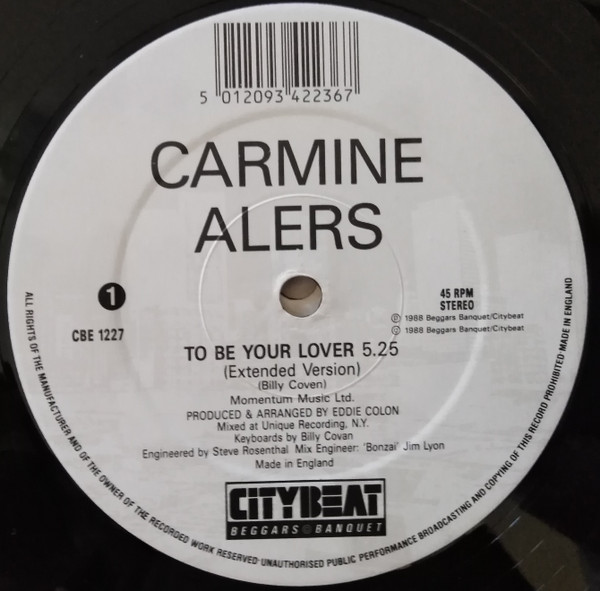 5 012093 422367
CARMINE
ALERS
1
CBE 1227
45 RPM
STEREO
℗ 1988 Beggars Banquet/Citybeat
© 1988 Beggars Banquet/Citybeat
TO BE YOUR LOVER 5.25
(Extended Version)
(Billy Coven)
Momentum Music Ltd.
PRODUCED & ARRANGED BY EDDIE COLON
Mixed at Unique Recording, N.Y.
Keyboards by Billy Covan
Engineered by Steve Rosenthal Mix Engineer: 'Bonzai' Jim Lyon
Made in England
CITYBEAT
BEGGARS BANQUET
ALL RIGHTS OF THE MANUFACTURER AND OF THE OWNER OF THE RECORDED WORK RESERVED·UNAUTHORISED PUBLIC PERFORMANCE BROADCASTING AND COPYING OF THIS RECORD PROHIBITED·MADE IN ENGLAND